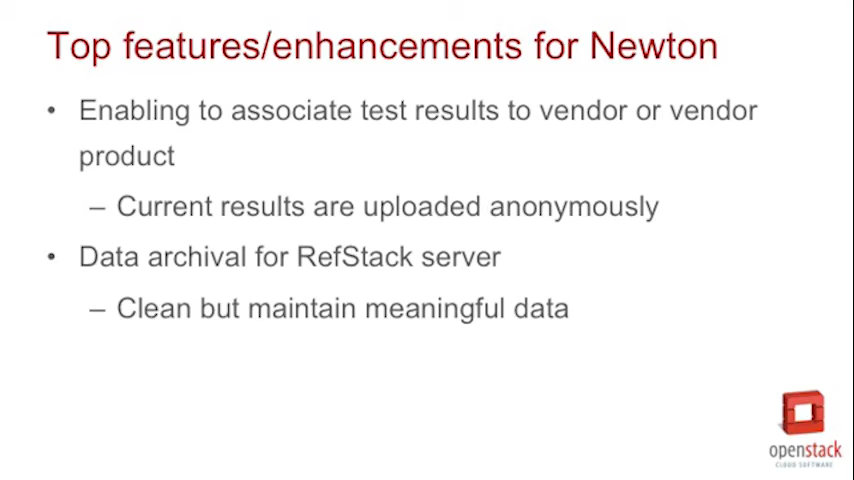 Top features/enhancements for Newton
• Enabling to associate test results to vendor or vendor
product
– Current results are uploaded anonymously
• Data archival for RefStack server
– Clean but maintain meaningful data
openstack
CLOUD SOFTWARE